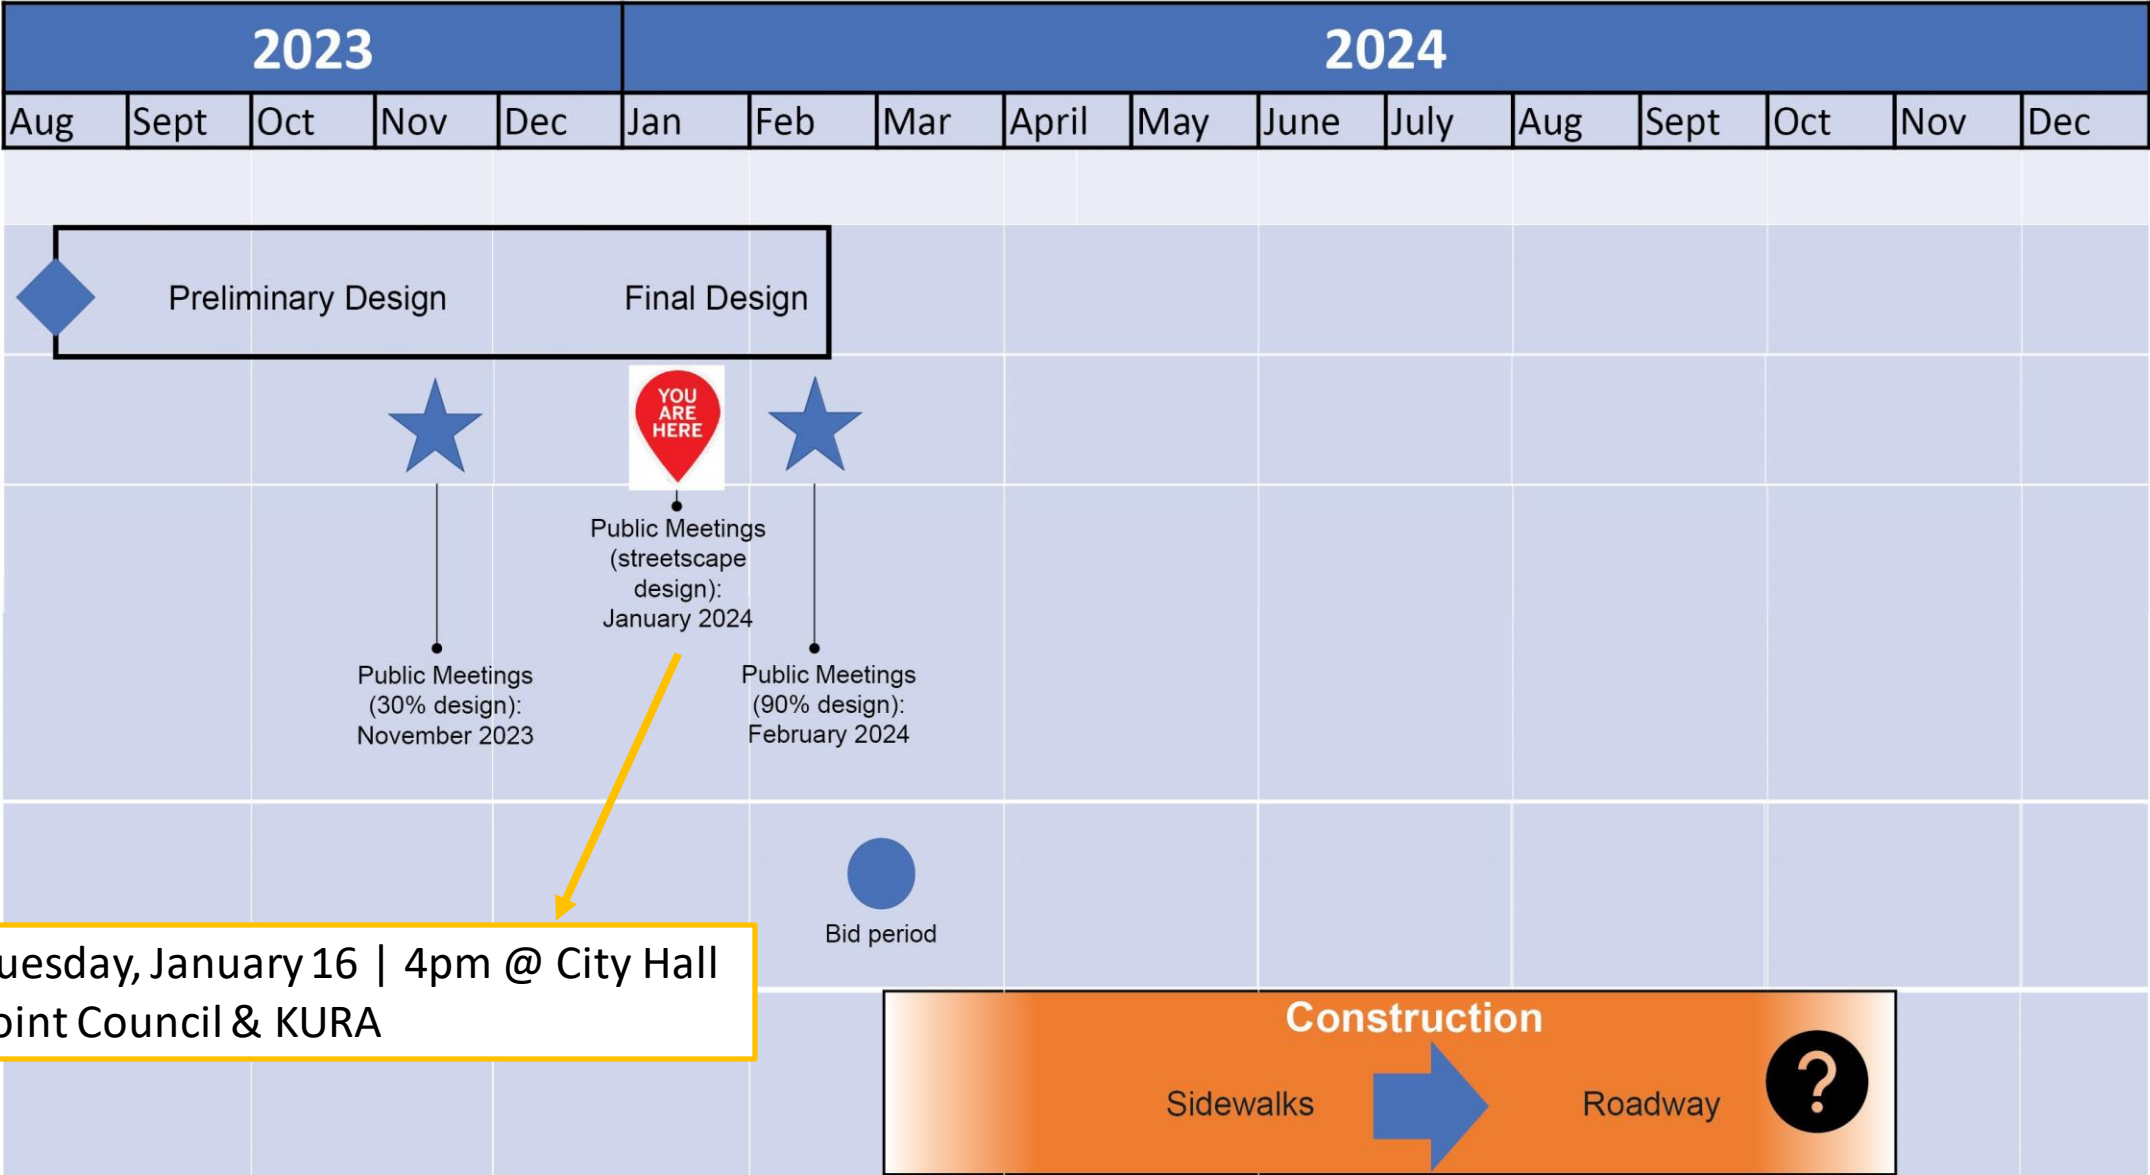 2023 2024
Aug Sept Oct Nov Dec Jan Feb Mar April May June July Aug Sept Oct Nov Dec
Preliminary Design Final Design
YOU
ARE
HERE
Public Meetings
(streetscape
design):
January 2024
Public Meetings
(30% design):
November 2023
Public Meetings
(90% design):
February 2024
Bid period
uesday, January 16 | 4pm @ City Hall
oint Council & KURA
Construction
Sidewalks Roadway
?